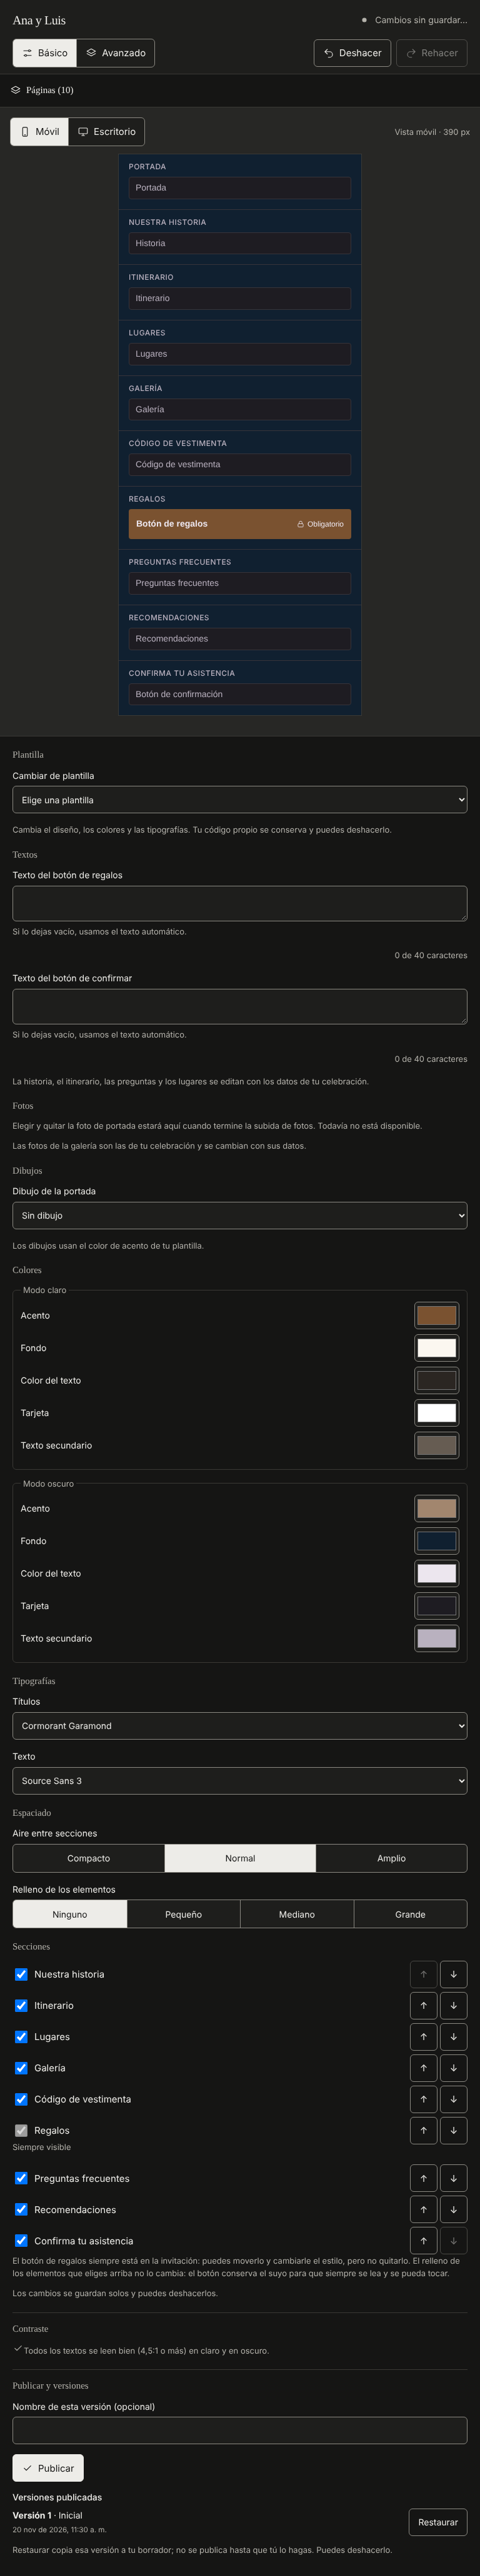 Ana y Luis
Cambios sin guardar...
Básico
Avanzado
Deshacer
Rehacer
Páginas (10)
Móvil
Escritorio
Vista móvil · 390 px
PORTADA
Portada
NUESTRA HISTORIA
Historia
ITINERARIO
Itinerario
LUGARES
Lugares
GALERÍA
Galería
CÓDIGO DE VESTIMENTA
Código de vestimenta
REGALOS
Botón de regalos
Obligatorio
PREGUNTAS FRECUENTES
Preguntas frecuentes
RECOMENDACIONES
Recomendaciones
CONFIRMA TU ASISTENCIA
Botón de confirmación
Plantilla
Cambiar de plantilla
Elige una plantilla
Cambia el diseño, los colores y las tipografías. Tu código propio se conserva y puedes deshacerlo.
Textos
Texto del botón de regalos
Si lo dejas vacío, usamos el texto automático.
0 de 40 caracteres
Texto del botón de confirmar
Si lo dejas vacío, usamos el texto automático.
0 de 40 caracteres
La historia, el itinerario, las preguntas y los lugares se editan con los datos de tu celebración.
Fotos
Elegir y quitar la foto de portada estará aquí cuando termine la subida de fotos. Todavía no está disponible.
Las fotos de la galería son las de tu celebración y se cambian con sus datos.
Dibujos
Dibujo de la portada
Sin dibujo
Los dibujos usan el color de acento de tu plantilla.
Colores
Modo claro
Acento
Fondo
Color del texto
Tarjeta
Texto secundario
Modo oscuro
Acento
Fondo
Color del texto
Tarjeta
Texto secundario
Tipografías
Títulos
Cormorant Garamond
Texto
Source Sans 3
Espaciado
Aire entre secciones
Compacto
Normal
Amplio
Relleno de los elementos
Ninguno
Pequeño
Mediano
Grande
Secciones
Nuestra historia
Itinerario
Lugares
Galería
Código de vestimenta
Regalos
Siempre visible
Preguntas frecuentes
Recomendaciones
Confirma tu asistencia
El botón de regalos siempre está en la invitación: puedes moverlo y cambiarle el estilo, pero no quitarlo. El relleno de
los elementos que eliges arriba no lo cambia: el botón conserva el suyo para que siempre se lea y se pueda tocar.
Los cambios se guardan solos y puedes deshacerlos.
Contraste
Todos los textos se leen bien (4,5:1 o más) en claro y en oscuro.
Publicar y versiones
Nombre de esta versión (opcional)
Publicar
Versiones publicadas
Versión 1 · Inicial
20 nov de 2026, 11:30 a. m.
Restaurar
Restaurar copia esa versión a tu borrador; no se publica hasta que tú lo hagas. Puedes deshacerlo.